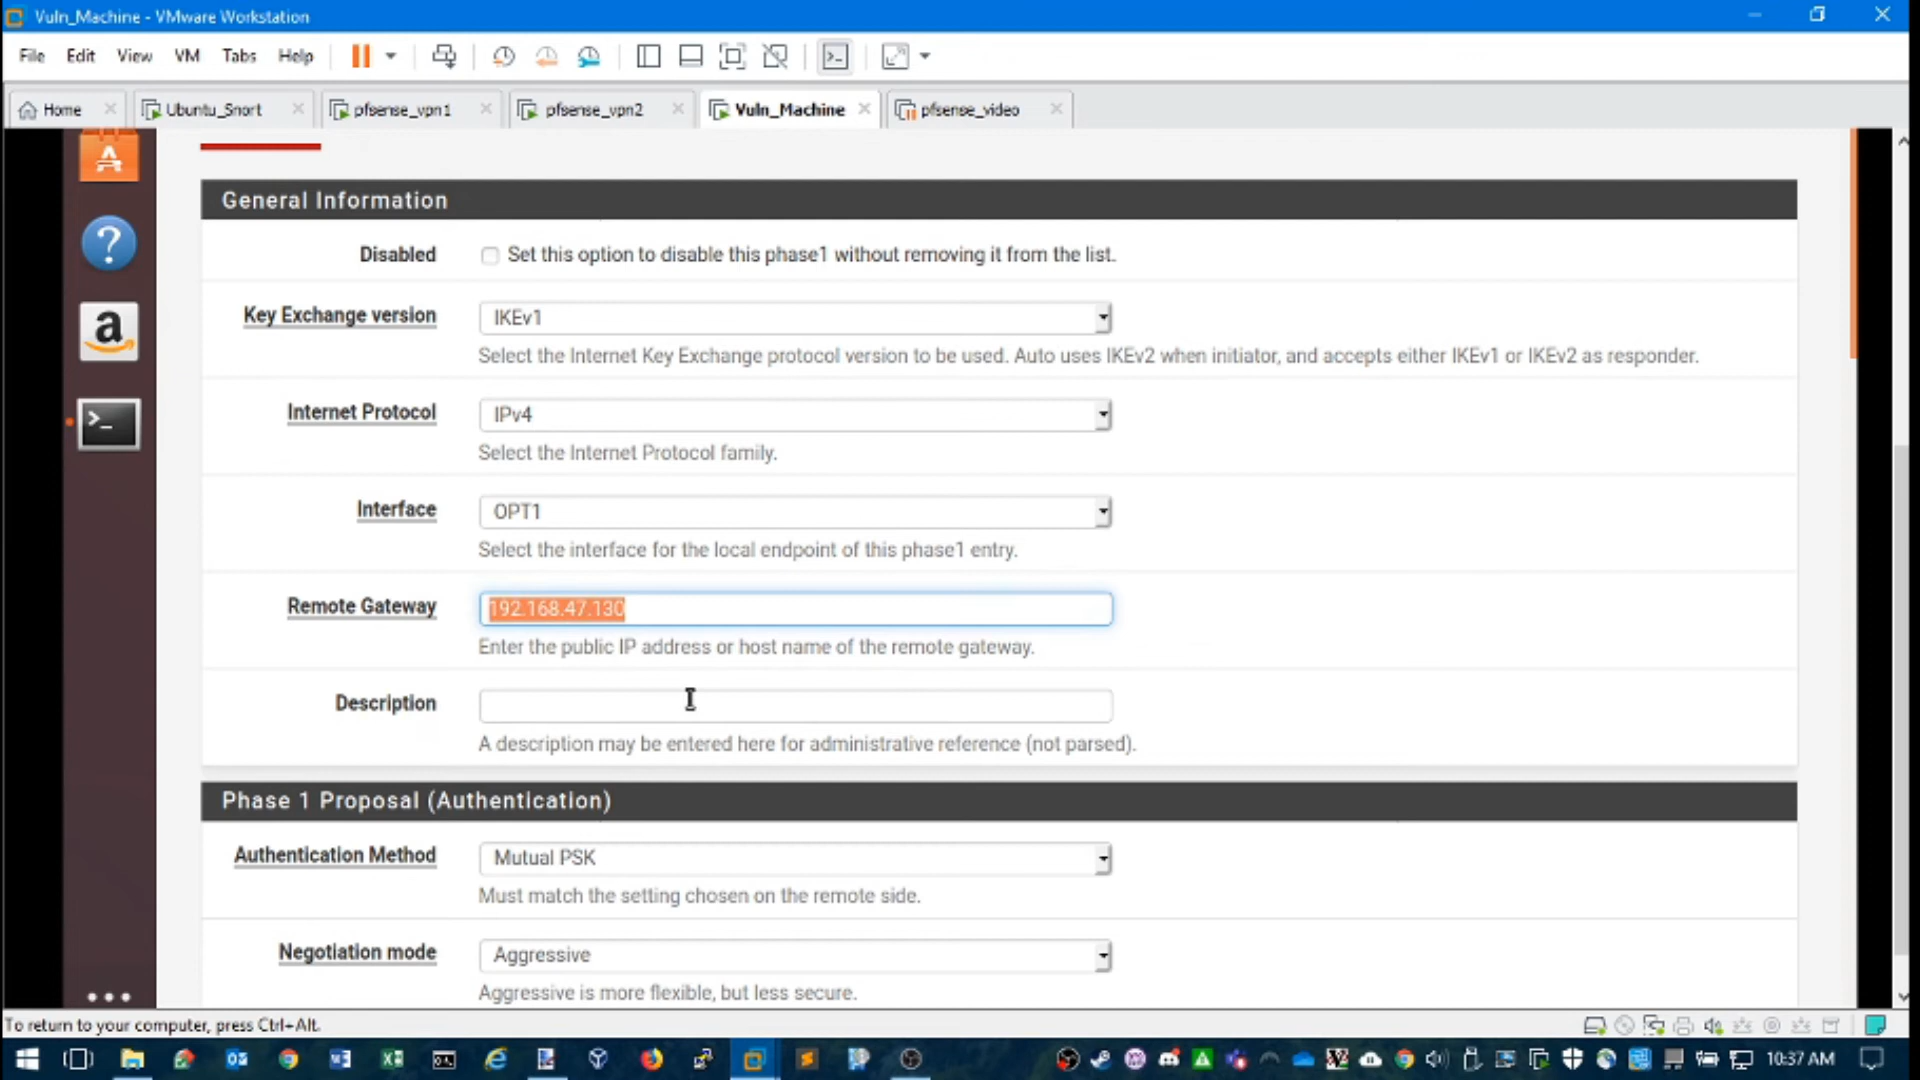 Vuln_Machine - VMware Workstation
File Edit View VM Tabs Help
Home Ubuntu_Snort pfsense_vpn1 pfsense_vpn2 Vuln_Machine pfsense_video
General Information
Disabled Set this option to disable this phase1 without removing it from the list.
Key Exchange version IKEv1
Select the Internet Key Exchange protocol version to be used. Auto uses IKEv2 when initiator, and accepts either IKEv1 or IKEv2 as responder.
Internet Protocol IPv4
Select the Internet Protocol family.
Interface OPT1
Select the interface for the local endpoint of this phase1 entry.
Remote Gateway 192.168.47.130
Enter the public IP address or host name of the remote gateway.
Description
A description may be entered here for administrative reference (not parsed).
Phase 1 Proposal (Authentication)
Authentication Method Mutual PSK
Must match the setting chosen on the remote side.
Negotiation mode Aggressive
Aggressive is more flexible, but less secure.
To return to your computer, press Ctrl+Alt.
10:37 AM